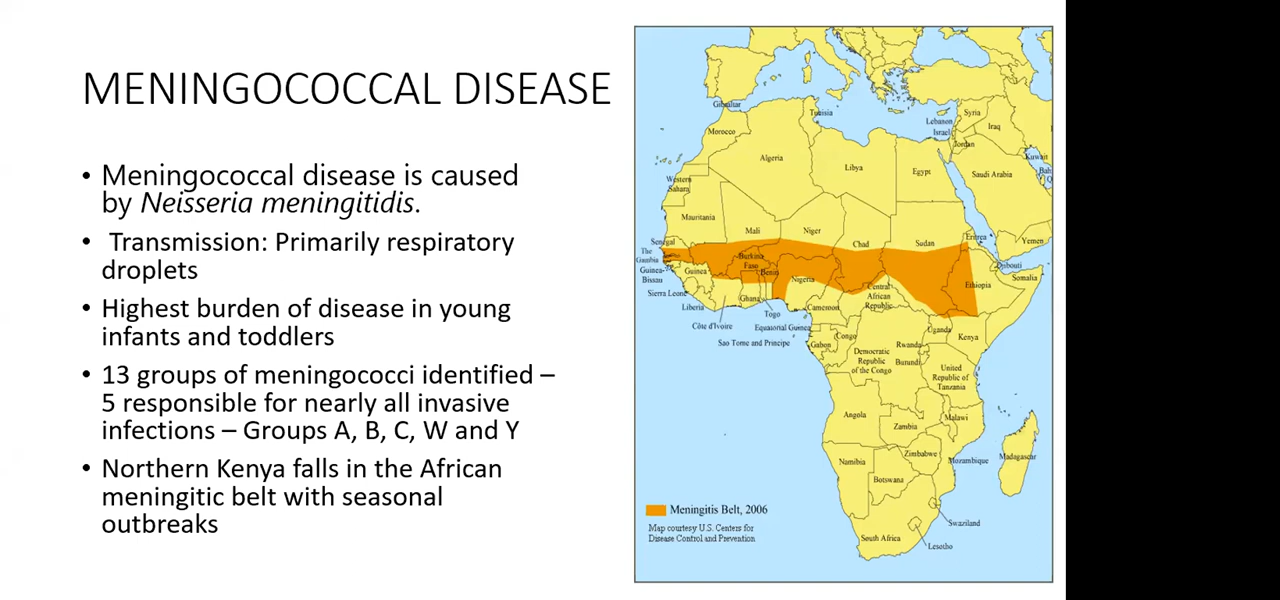 MENINGOCOCCAL DISEASE
• Meningococcal disease is caused
by Neisseria meningitidis.
• Transmission: Primarily respiratory
droplets
• Highest burden of disease in young
infants and toddlers
• 13 groups of meningococci identified –
5 responsible for nearly all invasive
infections – Groups A, B, C, W and Y
• Northern Kenya falls in the African
meningitic belt with seasonal
outbreaks
Gibraltar
Tunisia
Morocco
Algeria
Libya
Egypt
Lebanon
Israel
Syria
Iraq
Jordan
Kuwait
Saudi Arabia
Western
Sahara
Mauritania
Mali
Niger
Chad
Sudan
Eritrea
Yemen
Senegal
The
Gambia
Guinea-
Bissau
Guinea
Sierra Leone
Liberia
Côte d'Ivoire
Burkina
Faso
Ghana
Benin
Togo
Nigeria
Cameroon
Equatorial Guinea
Sao Tome and Principe
Central
African
Republic
Djibouti
Somalia
Ethiopia
Uganda
Kenya
Gabon
Congo
Democratic
Republic
of the Congo
Rwanda
Burundi
United
Republic of
Tanzania
Angola
Zambia
Malawi
Namibia
Zimbabwe
Mozambique
Madagascar
Botswana
South Africa
Swaziland
Lesotho
Meningitis Belt, 2006
Map courtesy U.S. Centers for
Disease Control and Prevention